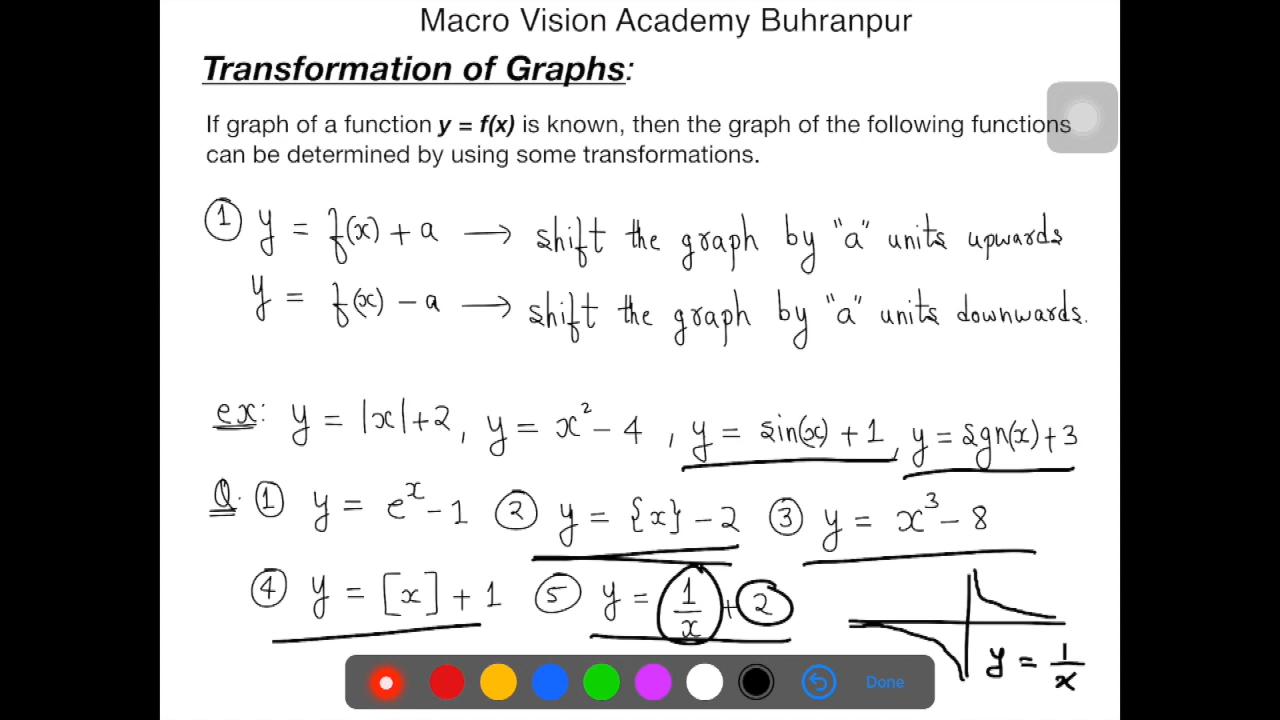 Macro Vision Academy Buhranpur
Transformation of Graphs:
If graph of a function y = f(x) is known, then the graph of the following functions
can be determined by using some transformations.
① y = f(x) + a → shift the graph by "a" units upwards
y = f(x) − a → shift the graph by "a" units downwards.
ex: y = |x|+2, y = x² − 4, y = sin(x) + 1, y = sgn(x)+3
Q. ① y = eˣ − 1 ② y = {x} − 2 ③ y = x³ − 8
④ y = [x] + 1 ⑤ y = 1/x + 2
y = 1/x
Done